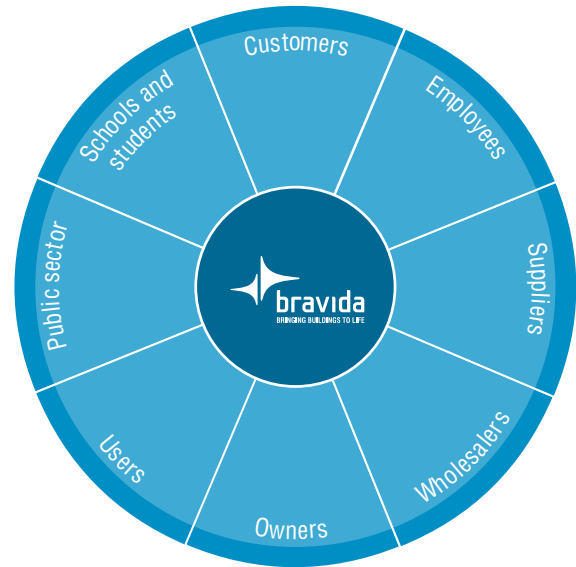 Customers
Employees
Suppliers
Wholesalers
Owners
Users
Public sector
Schools and
students
bravida
BRINGING BUILDINGS TO LIFE